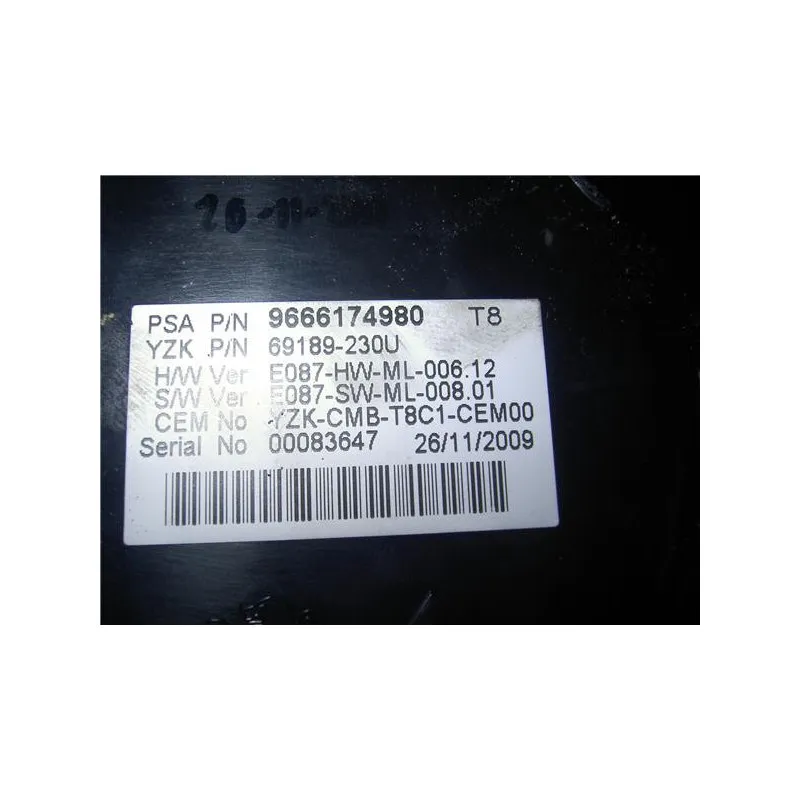 PSA P/N 9666174980 T8
YZK P/N 69189-230U
H/W Ver E087-HW-ML-006.12
S/W Ver E087-SW-ML-008.01
CEM No YZK-CMB-T8C1-CEM00
Serial No 00083647 26/11/2009